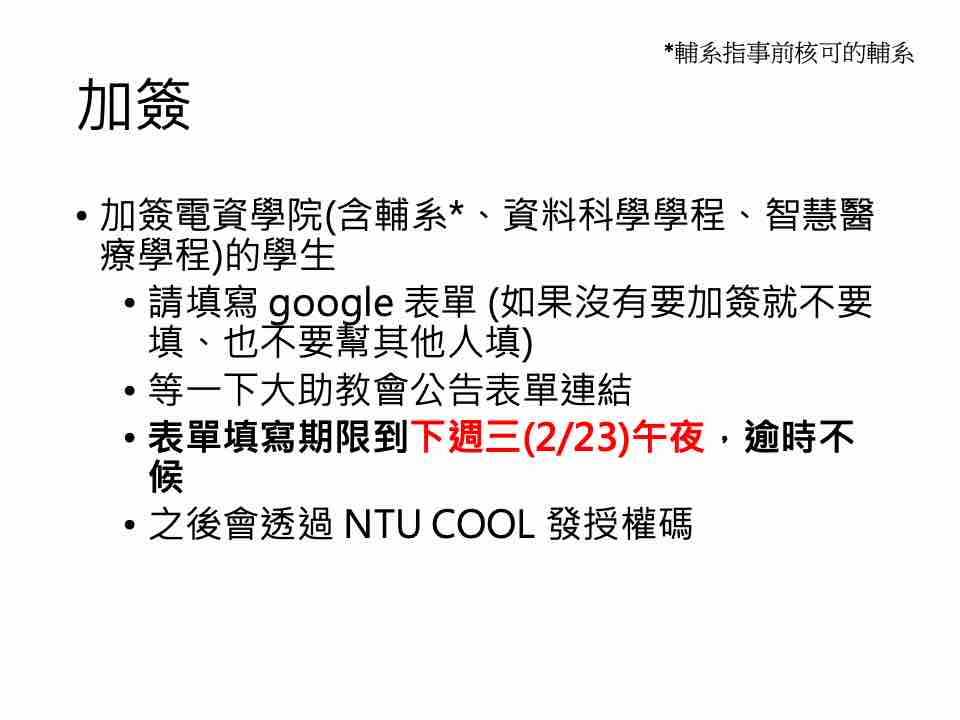 *輔系指事前核可的輔系
加簽
• 加簽電資學院(含輔系*、資料科學學程、智慧醫
療學程)的學生
• 請填寫 google 表單 (如果沒有要加簽就不要
填、也不要幫其他人填)
• 等一下大助教會公告表單連結
• 表單填寫期限到下週三(2/23)午夜，逾時不
候
• 之後會透過 NTU COOL 發授權碼